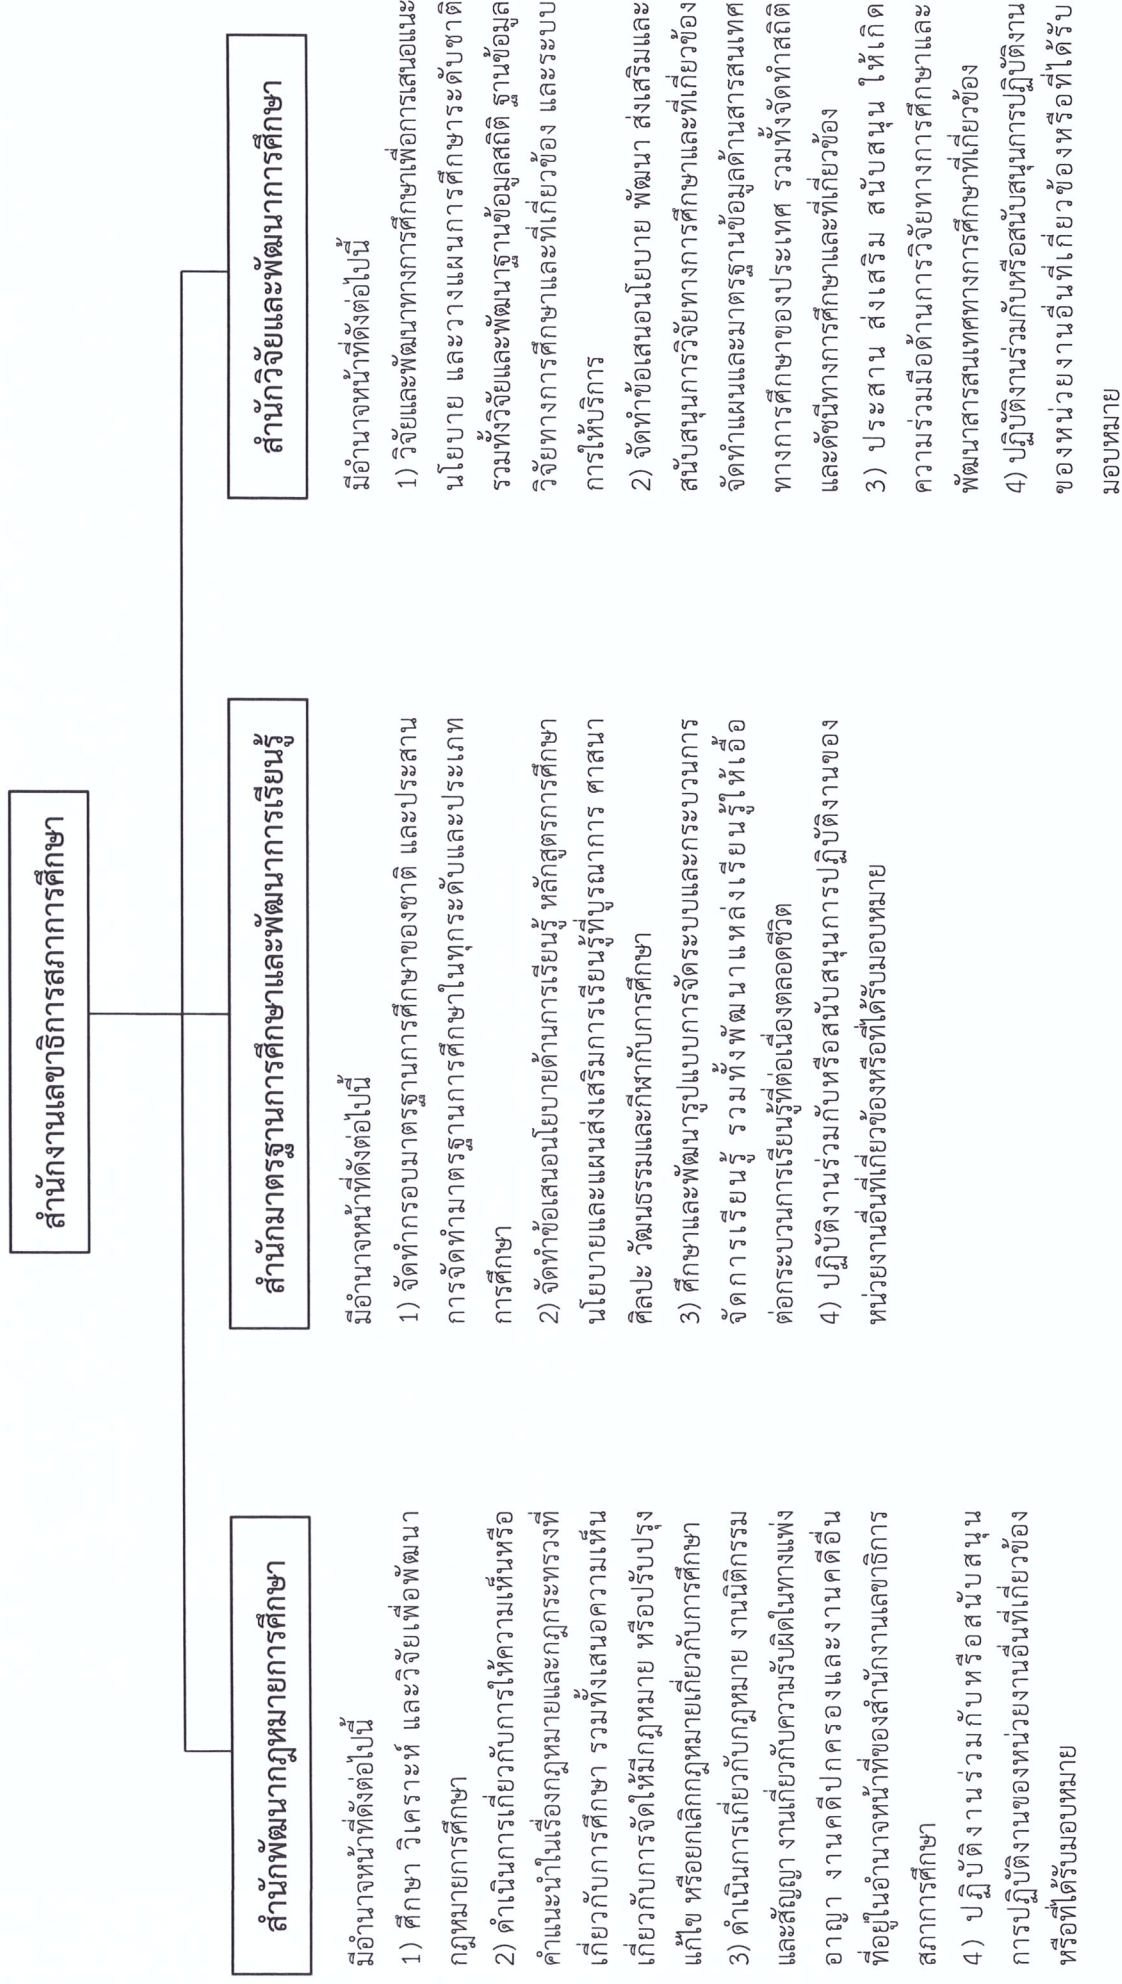 สำนักงานเลขาธิการสภาการศึกษา
สำนักพัฒนากฎหมายการศึกษา
มีอำนาจหน้าที่ดังต่อไปนี้
1) ศึกษา วิเคราะห์ และวิจัยเพื่อพัฒนา
กฎหมายการศึกษา
2) ดำเนินการเกี่ยวกับการให้ความเห็นหรือ
คำแนะนำในเรื่องกฎหมายและกฎกระทรวงที่
เกี่ยวกับการศึกษา รวมทั้งเสนอความเห็น
เกี่ยวกับการจัดให้มีกฎหมาย หรือปรับปรุง
แก้ไข หรือยกเลิกกฎหมายเกี่ยวกับการศึกษา
3) ดำเนินการเกี่ยวกับกฎหมาย งานนิติกรรม
และสัญญา งานเกี่ยวกับความรับผิดในทางแพ่ง
อาญา งานคดีปกครองและงานคดีอื่น
ที่อยู่ในอำนาจหน้าที่ของสำนักงานเลขาธิการ
สภาการศึกษา
4) ปฏิบัติงานร่วมกับหรือสนับสนุน
การปฏิบัติงานของหน่วยงานอื่นที่เกี่ยวข้อง
หรือที่ได้รับมอบหมาย
สำนักมาตรฐานการศึกษาและพัฒนาการเรียนรู้
มีอำนาจหน้าที่ดังต่อไปนี้
1) จัดทำกรอบมาตรฐานการศึกษาของชาติ และประสาน
การจัดทำมาตรฐานการศึกษาในทุกระดับและประเภท
การศึกษา
2) จัดทำข้อเสนอนโยบายด้านการเรียนรู้ หลักสูตรการศึกษา
นโยบายและแผนส่งเสริมการเรียนรู้ที่บูรณาการ ศาสนา
ศิลปะ วัฒนธรรมและกีฬากับการศึกษา
3) ศึกษาและพัฒนารูปแบบการจัดระบบและกระบวนการ
จัดการเรียนรู้ รวมทั้งพัฒนาแหล่งเรียนรู้ให้เอื้อ
ต่อกระบวนการเรียนรู้ที่ต่อเนื่องตลอดชีวิต
4) ปฏิบัติงานร่วมกับหรือสนับสนุนการปฏิบัติงานของ
หน่วยงานอื่นที่เกี่ยวข้องหรือที่ได้รับมอบหมาย
สำนักวิจัยและพัฒนาการศึกษา
มีอำนาจหน้าที่ดังต่อไปนี้
1) วิจัยและพัฒนาทางการศึกษาเพื่อการเสนอแนะ
นโยบาย และวางแผนการศึกษาระดับชาติ
รวมทั้งวิจัยและพัฒนาฐานข้อมูลสถิติ ฐานข้อมูล
วิจัยทางการศึกษาและที่เกี่ยวข้อง และระบบ
การให้บริการ
2) จัดทำข้อเสนอนโยบาย พัฒนา ส่งเสริมและ
สนับสนุนการวิจัยทางการศึกษาและที่เกี่ยวข้อง
จัดทำแผนและมาตรฐานข้อมูลด้านสารสนเทศ
ทางการศึกษาของประเทศ รวมทั้งจัดทำสถิติ
และดัชนีทางการศึกษาและที่เกี่ยวข้อง
3) ประสาน ส่งเสริม สนับสนุน ให้เกิด
ความร่วมมือด้านการวิจัยทางการศึกษาและ
พัฒนาสารสนเทศทางการศึกษาที่เกี่ยวข้อง
4) ปฏิบัติงานร่วมกับหรือสนับสนุนการปฏิบัติงาน
ของหน่วยงานอื่นที่เกี่ยวข้องหรือที่ได้รับ
มอบหมาย